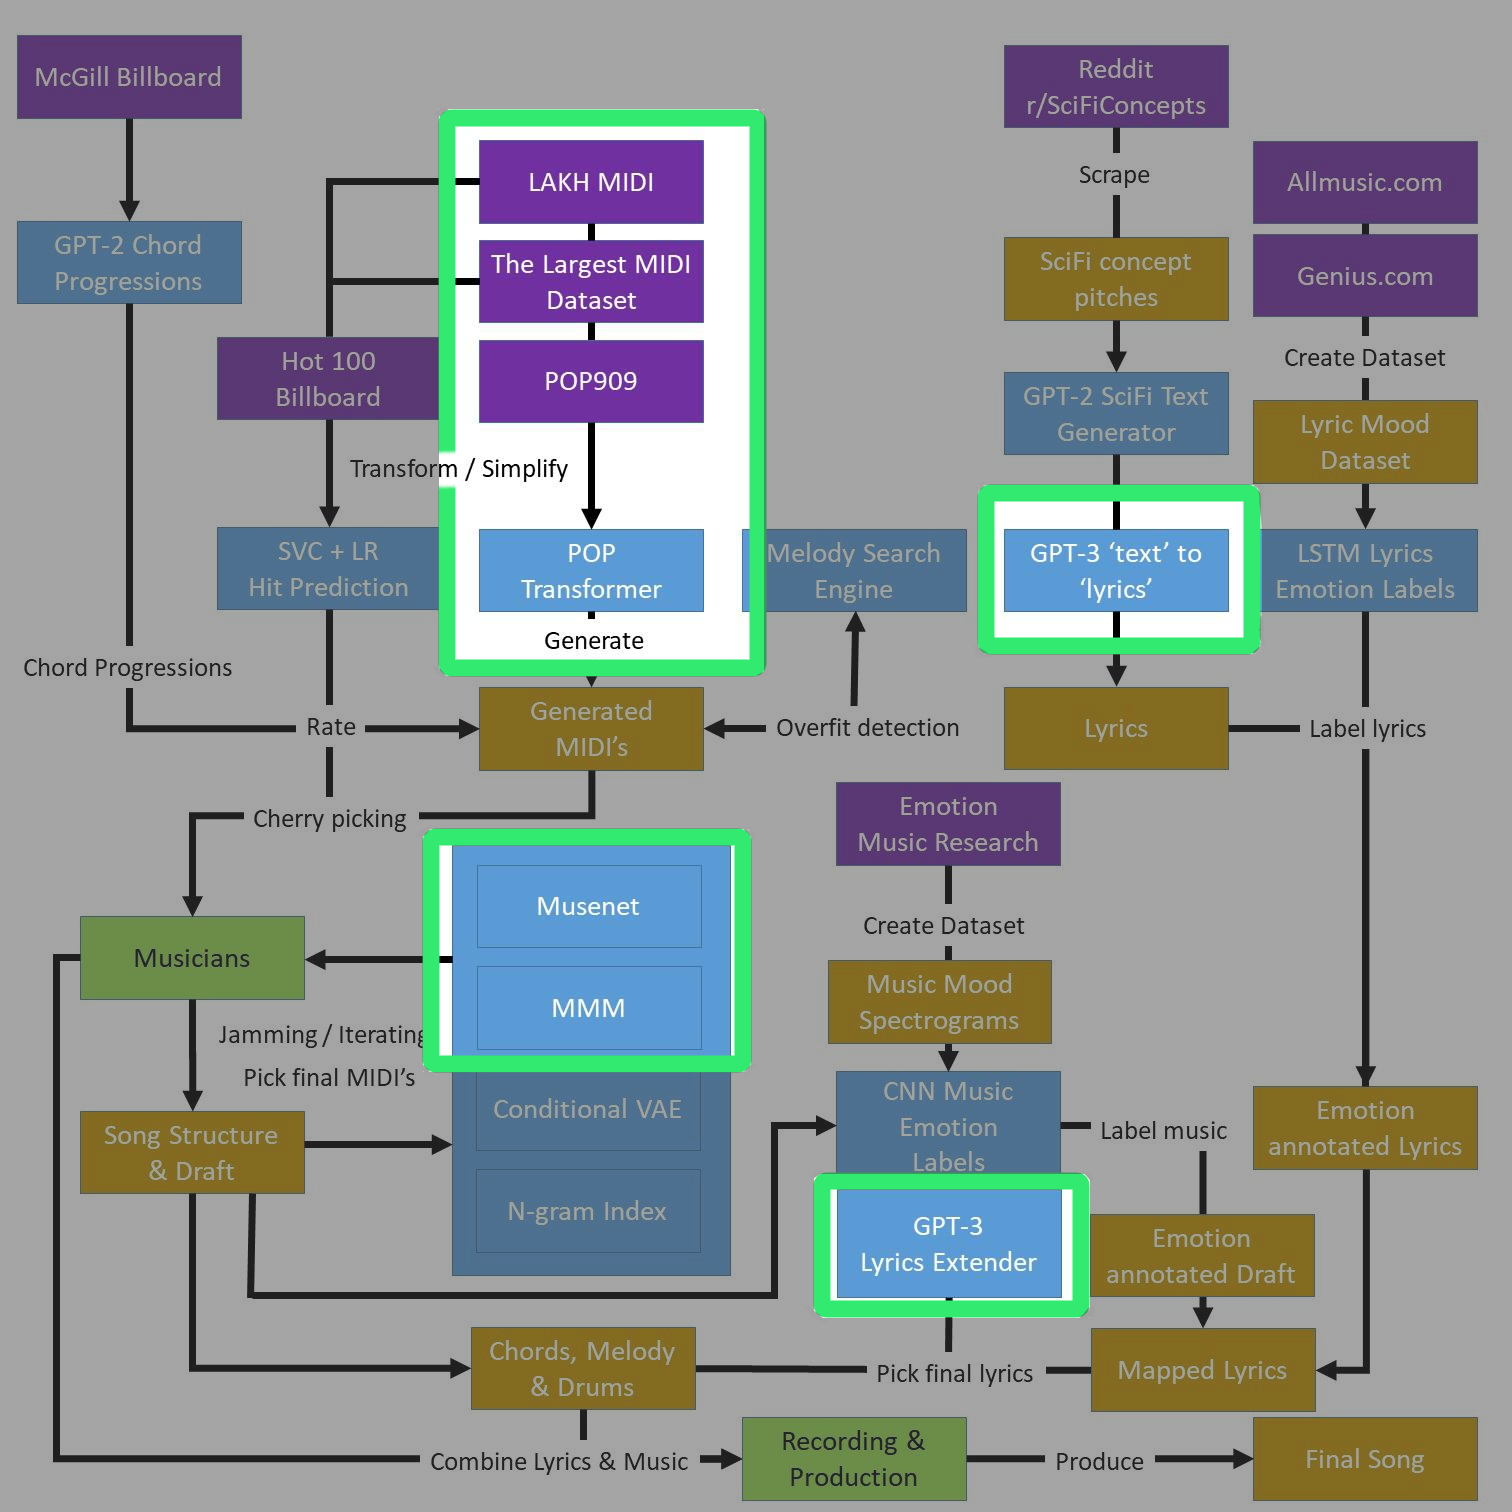 McGill Billboard
Reddit
r/SciFiConcepts
LAKH MIDI
Scrape
Allmusic.com
GPT-2 Chord
Progressions
The Largest MIDI
Dataset
SciFi concept
pitches
Genius.com
Hot 100
Billboard
POP909
Create Dataset
GPT-2 SciFi Text
Generator
Lyric Mood
Dataset
Transform / Simplify
SVC + LR
Hit Prediction
POP
Transformer
Melody Search
Engine
GPT-3 ‘text’ to
‘lyrics’
LSTM Lyrics
Emotion Labels
Generate
Chord Progressions
Rate
Generated
MIDI’s
Overfit detection
Lyrics
Label lyrics
Cherry picking
Emotion
Music Research
Musenet
Create Dataset
Musicians
MMM
Music Mood
Spectrograms
Jamming / Iterating
Pick final MIDI’s
Conditional VAE
CNN Music
Emotion
Labels
Label music
Emotion
annotated Lyrics
Song Structure
& Draft
N-gram Index
GPT-3
Lyrics Extender
Emotion
annotated Draft
Chords, Melody
& Drums
Pick final lyrics
Mapped Lyrics
Combine Lyrics & Music
Recording &
Production
Produce
Final Song